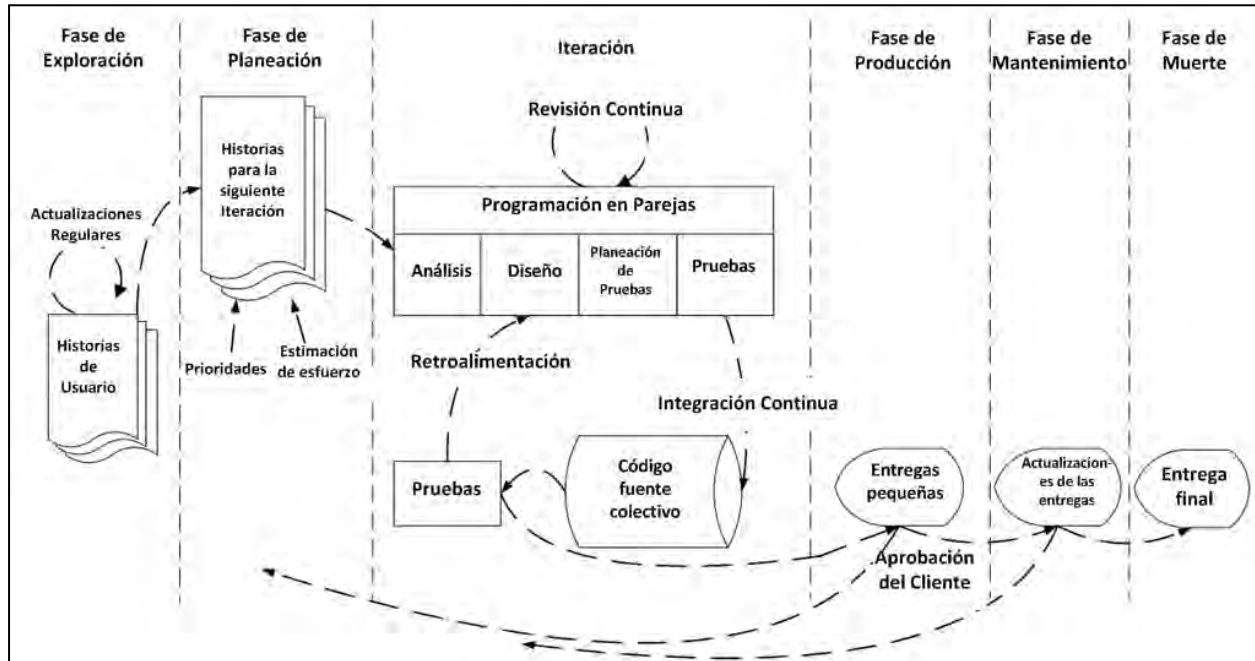 Fase de
Exploración
Fase de
Planeación
Iteración
Fase de
Producción
Fase de
Mantenimiento
Fase de
Muerte
Revisión Continua
Historias
para la
siguiente
Iteración
Actualizaciones
Regulares
Programación en Parejas
Análisis
Diseño
Planeación
de
Pruebas
Pruebas
Historias
de
Usuario
Prioridades
Estimación
de esfuerzo
Retroalimentación
Integración Continua
Pruebas
Código
fuente
colectivo
Entregas
pequeñas
Actualizacion-
es de las
entregas
Entrega
final
Aprobación
del Cliente